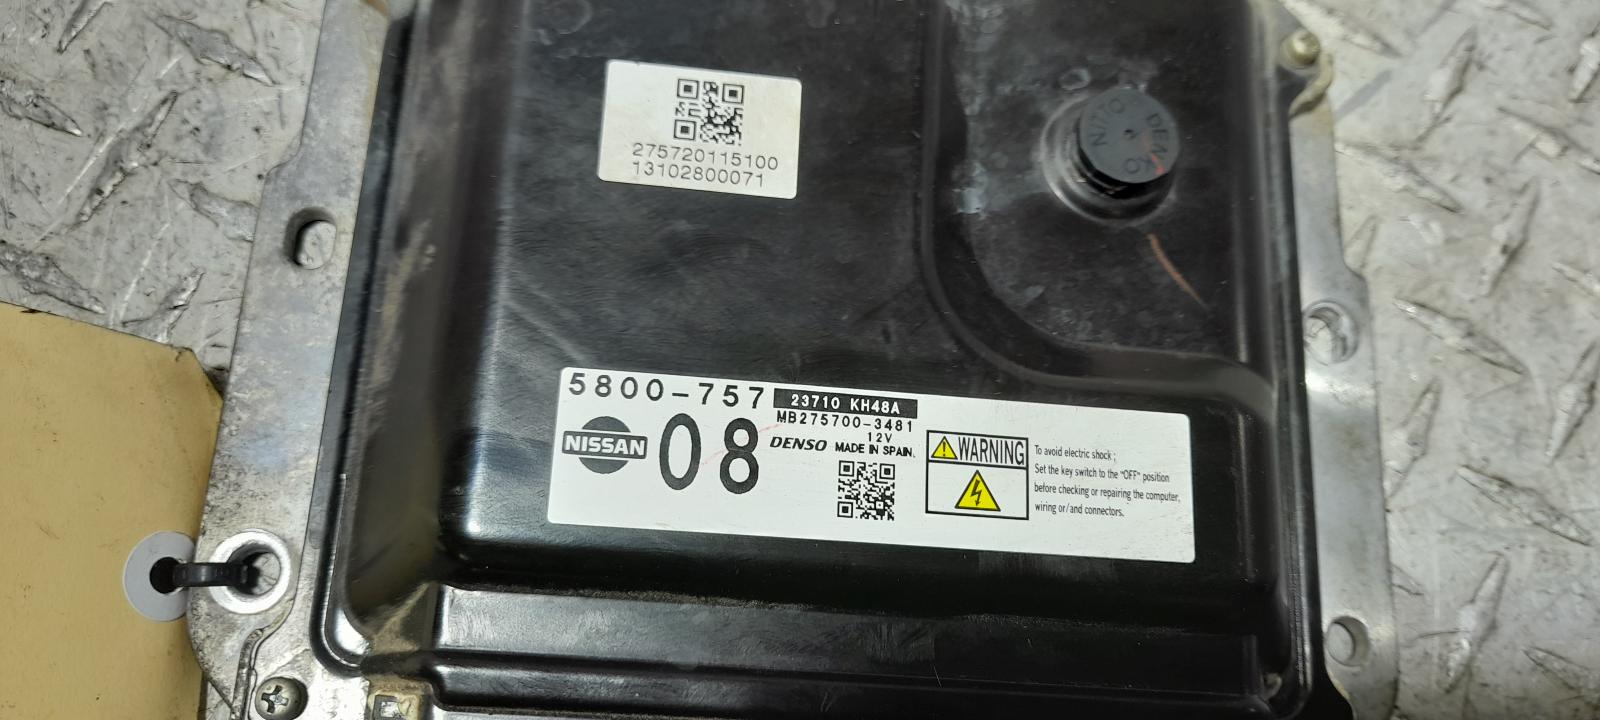 275720115100
13102800071
DENSO
N1770
5800-757
23710 KH48A
MB275700-3481
12V
NISSAN
08
DENSO MADE IN SPAIN.
WARNING
To avoid electric shock ;
Set the key switch to the "OFF" position
before checking or repairing the computer,
wiring or/and connectors.